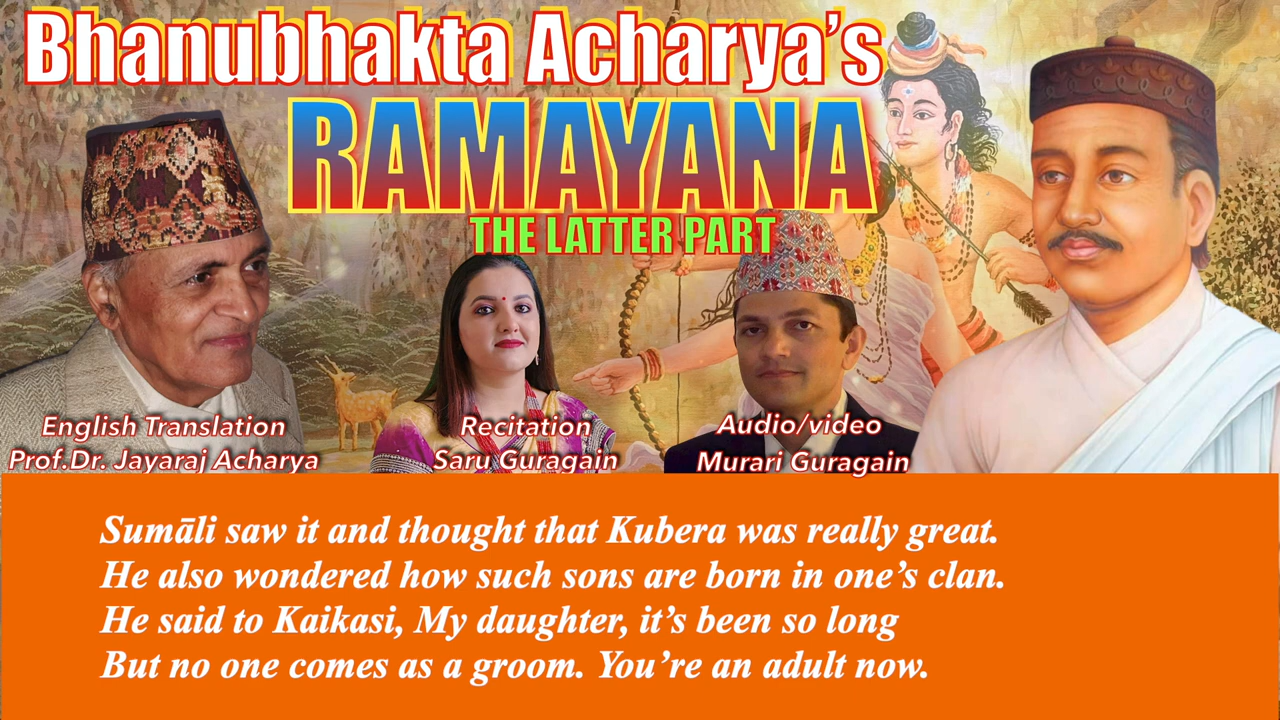 Bhanubhakta Acharya’s
RAMAYANA
THE LATTER PART
English Translation
Prof.Dr. Jayaraj Acharya
Recitation
Saru Guragain
Audio/video
Murari Guragain
Sumāli saw it and thought that Kubera was really great.
He also wondered how such sons are born in one’s clan.
He said to Kaikasi, My daughter, it’s been so long
But no one comes as a groom. You’re an adult now.